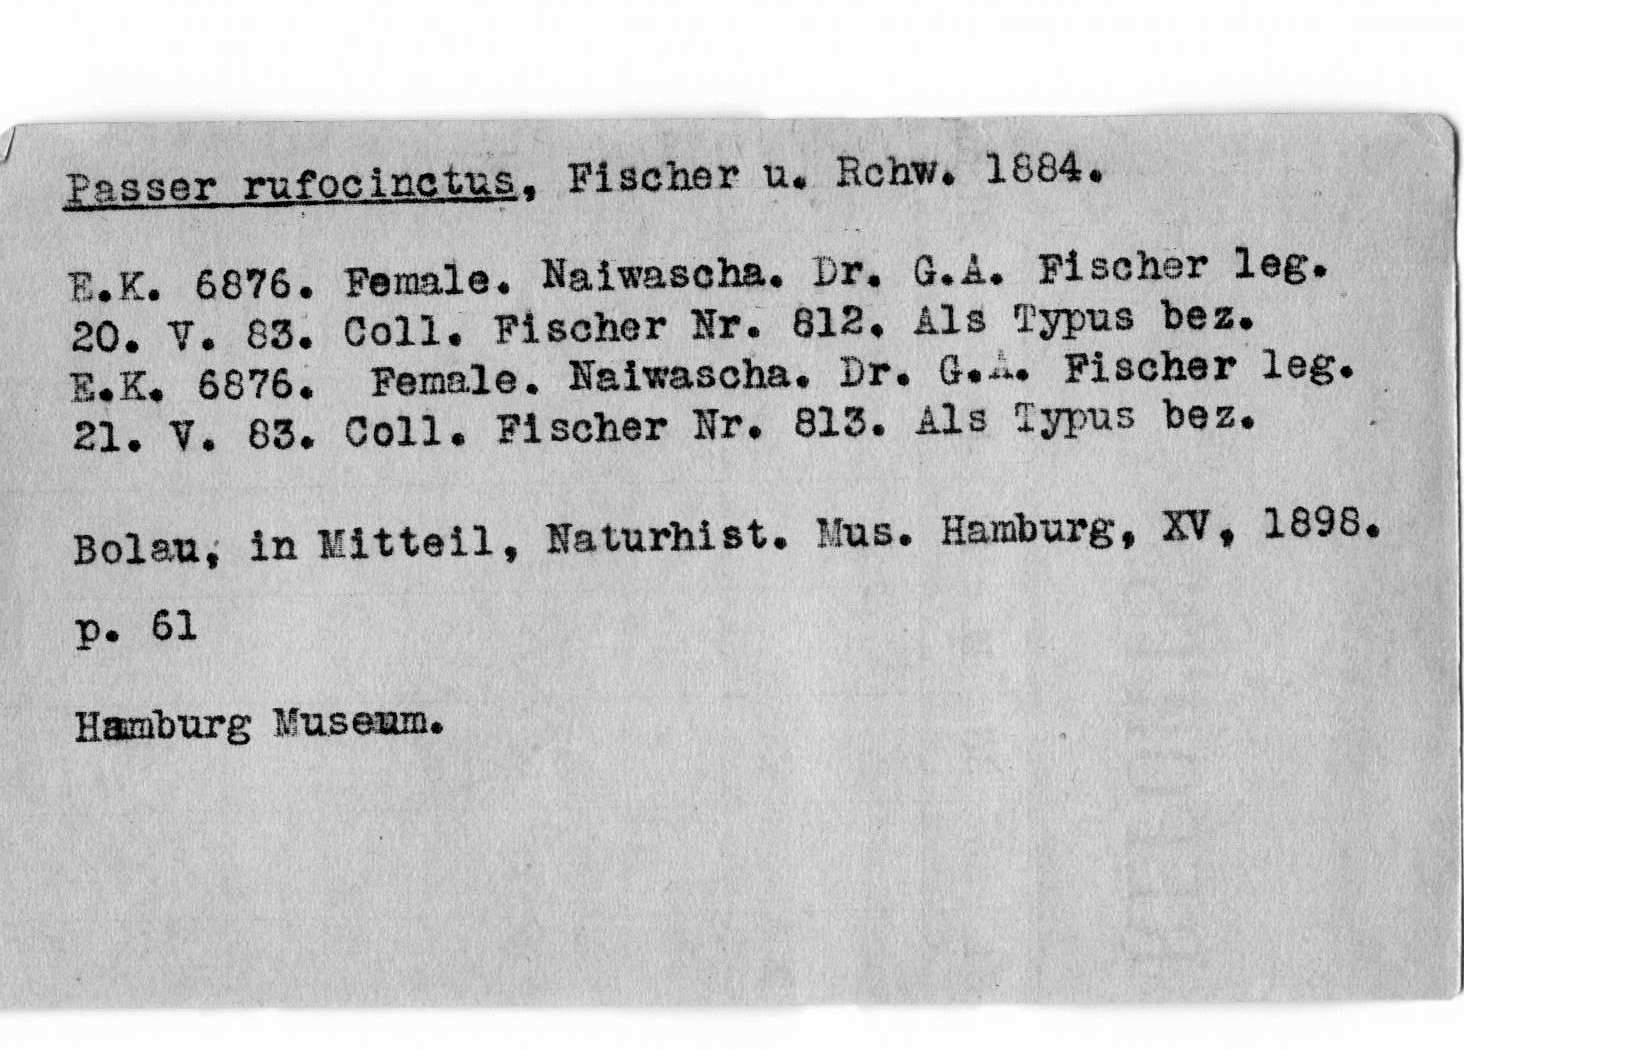 Passer rufocinctus, Fischer u. Rchw. 1884.
E.K. 6876. Female. Naiwascha. Dr. G.A. Fischer leg.
20. V. 83. Coll. Fischer Nr. 812. Als Typus bez.
E.K. 6876. Female. Naiwascha. Dr. G.A. Fischer leg.
21. V. 83. Coll. Fischer Nr. 813. Als Typus bez.
Bolau, in Mitteil, Naturhist. Mus. Hamburg, XV, 1898.
p. 61
Hamburg Museum.